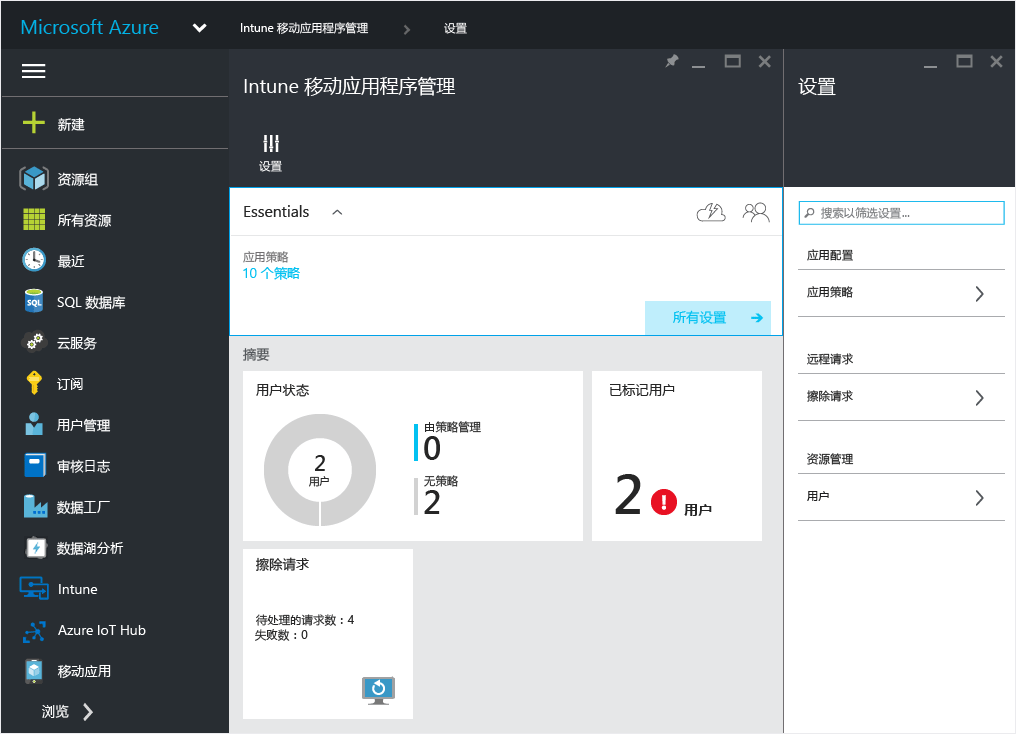 Microsoft Azure
Intune 移动应用程序管理
设置
新建
资源组
所有资源
最近
SQL 数据库
云服务
订阅
用户管理
审核日志
数据工厂
数据湖分析
Intune
Azure IoT Hub
移动应用
浏览
Intune 移动应用程序管理
设置
Essentials
应用策略
10 个策略
所有设置
摘要
用户状态
2
用户
由策略管理
0
无策略
2
已标记用户
2 ! 用户
擦除请求
待处理的请求数：4
失败数：0
设置
搜索以筛选设置...
应用配置
应用策略
远程请求
擦除请求
资源管理
用户